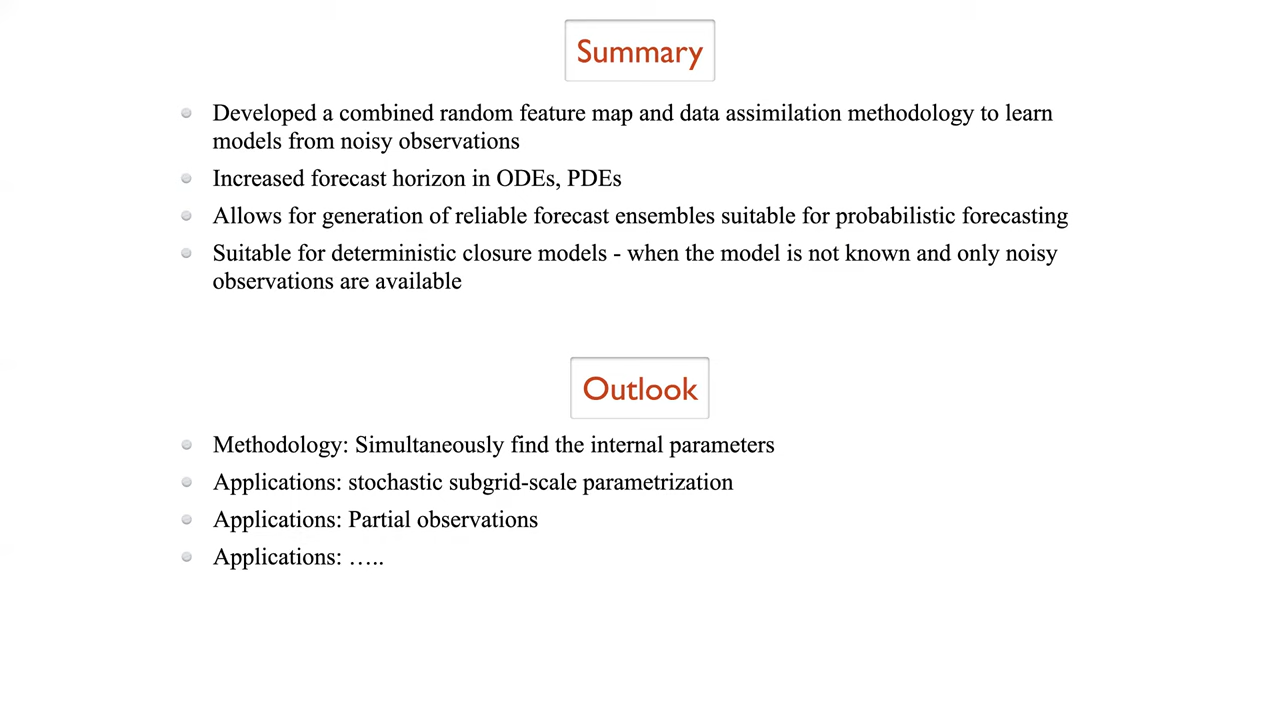 Summary
Developed a combined random feature map and data assimilation methodology to learn
models from noisy observations
Increased forecast horizon in ODEs, PDEs
Allows for generation of reliable forecast ensembles suitable for probabilistic forecasting
Suitable for deterministic closure models - when the model is not known and only noisy
observations are available
Outlook
Methodology: Simultaneously find the internal parameters
Applications: stochastic subgrid-scale parametrization
Applications: Partial observations
Applications: …..